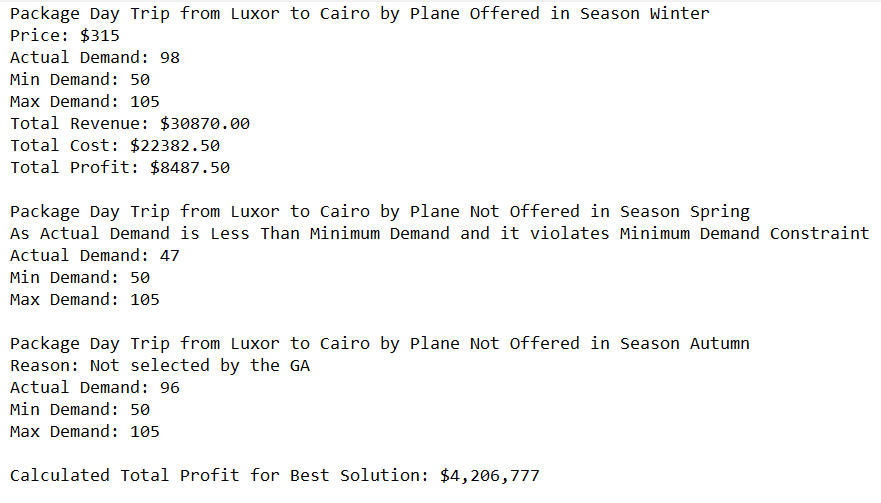 Package Day Trip from Luxor to Cairo by Plane Offered in Season Winter
Price: $315
Actual Demand: 98
Min Demand: 50
Max Demand: 105
Total Revenue: $30870.00
Total Cost: $22382.50
Total Profit: $8487.50
Package Day Trip from Luxor to Cairo by Plane Not Offered in Season Spring
As Actual Demand is Less Than Minimum Demand and it violates Minimum Demand Constraint
Actual Demand: 47
Min Demand: 50
Max Demand: 105
Package Day Trip from Luxor to Cairo by Plane Not Offered in Season Autumn
Reason: Not selected by the GA
Actual Demand: 96
Min Demand: 50
Max Demand: 105
Calculated Total Profit for Best Solution: $4,206,777